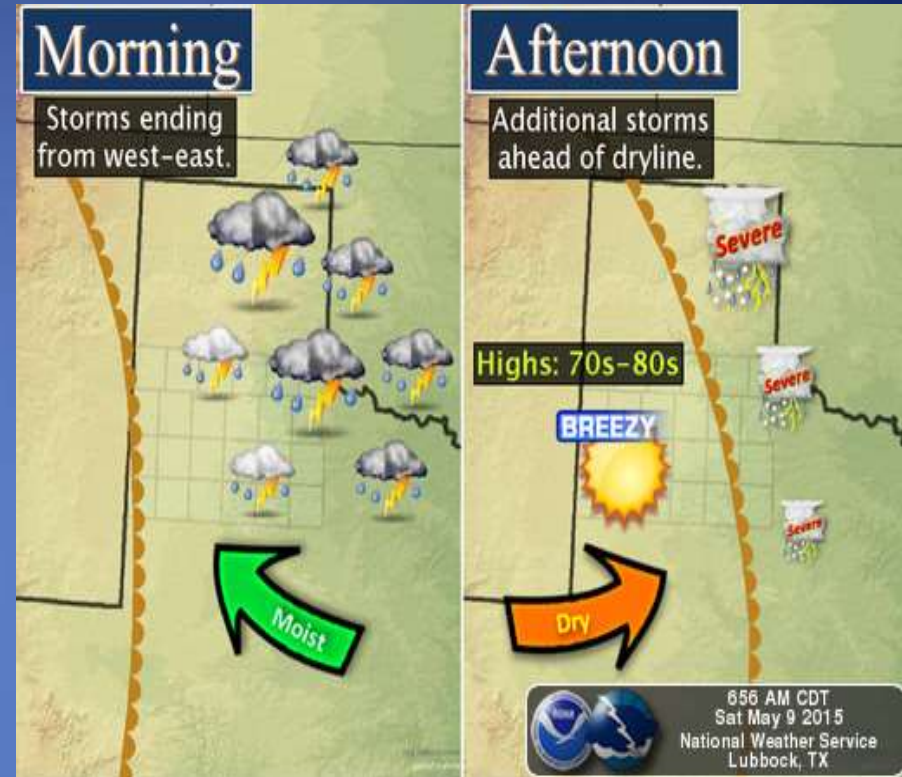 Morning
Storms ending
from west-east.
Moist
Afternoon
Additional storms
ahead of dryline.
Severe
Highs: 70s-80s
Severe
BREEZY
Severe
Dry
656 AM CDT
Sat May 9 2015
National Weather Service
Lubbock, TX